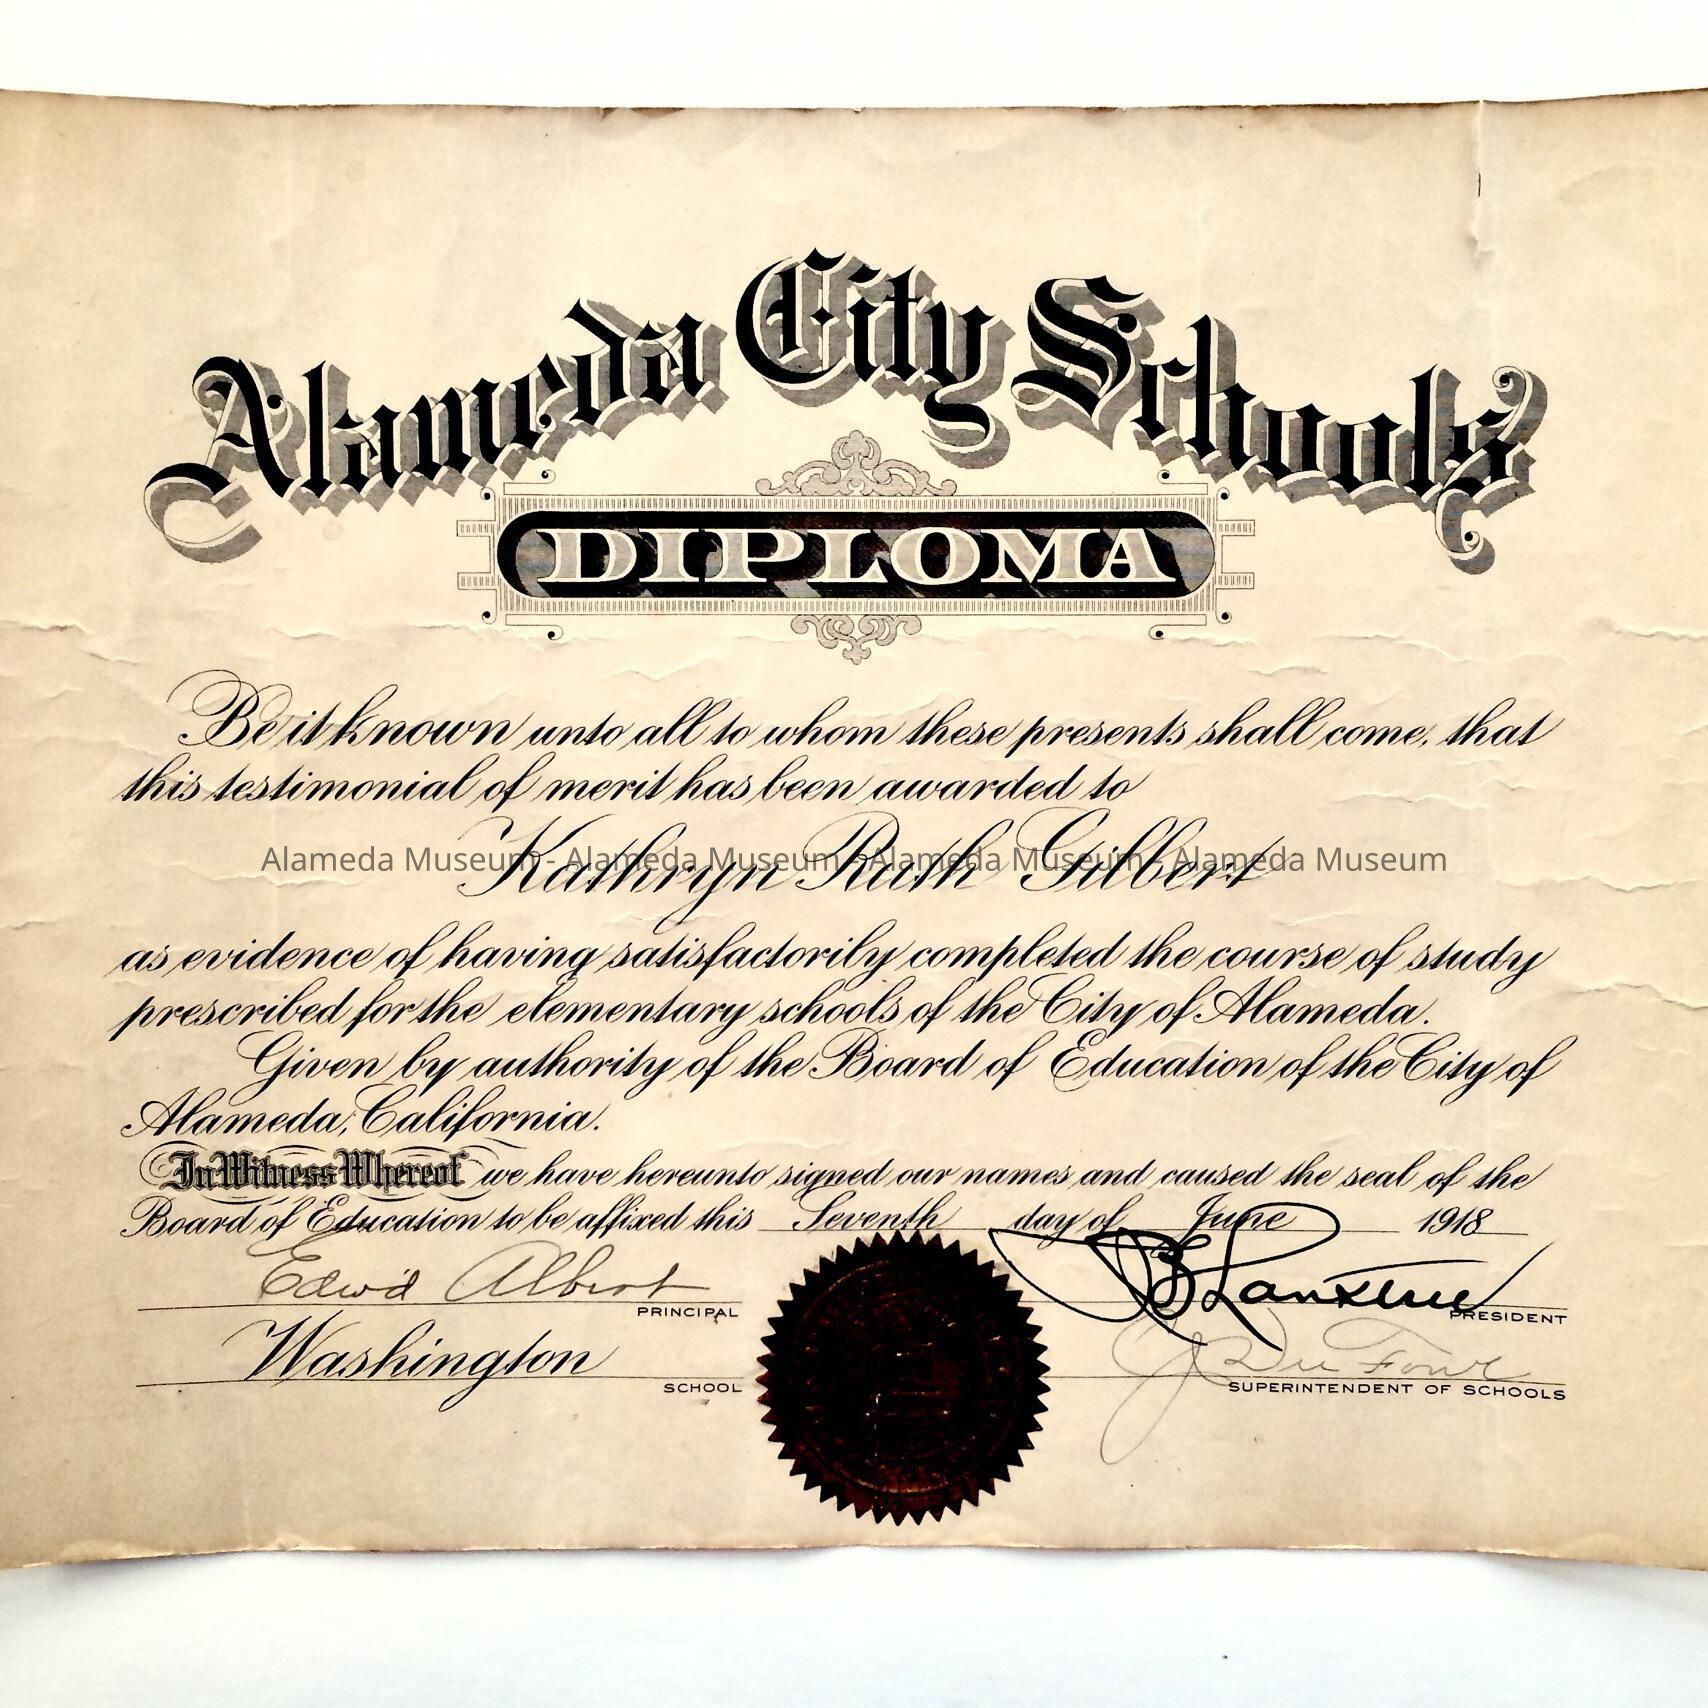 Alameda City Schools
DIPLOMA
Be it known unto all to whom these presents shall come, that
this testimonial of merit has been awarded to
Kathryn Ruth Gilbert
Alameda Museum - Alameda Museum - Alameda Museum - Alameda Museum
as evidence of having satisfactorily completed the course of study
prescribed for the elementary schools of the City of Alameda.
Given by authority of the Board of Education of the City of
Alameda, California.
In Witness Whereof we have hereunto signed our names and caused the seal of the
Board of Education to be affixed this Seventh day of June 1918
Edw'd Albert
PRINCIPAL
PRESIDENT
Washington
SCHOOL
SUPERINTENDENT OF SCHOOLS